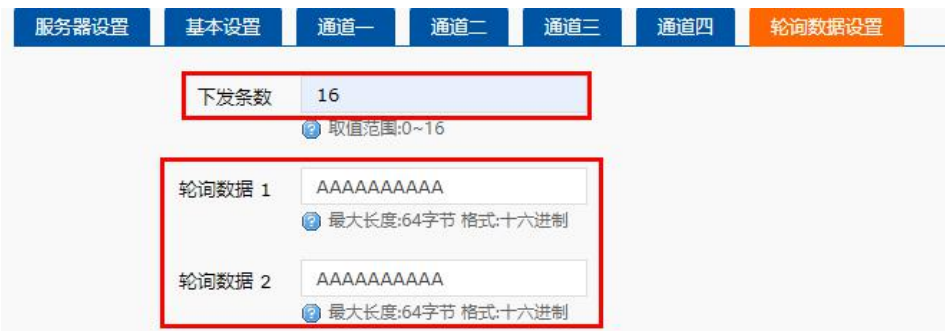 服务器设置 基本设置 通道一 通道二 通道三 通道四 轮询数据设置
下发条数 16
取值范围:0~16
轮询数据 1 AAAAAAAAAA
最大长度:64字节 格式:十六进制
轮询数据 2 AAAAAAAAAA
最大长度:64字节 格式:十六进制